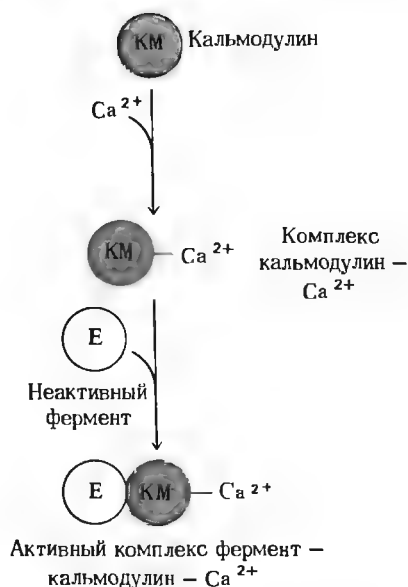 КМ Кальмодулин
Ca 2+
КМ — Ca 2+
Комплекс
кальмодулин –
Ca 2+
E
Неактивный
фермент
E КМ — Ca 2+
Активный комплекс фермент –
кальмодулин – Ca 2+